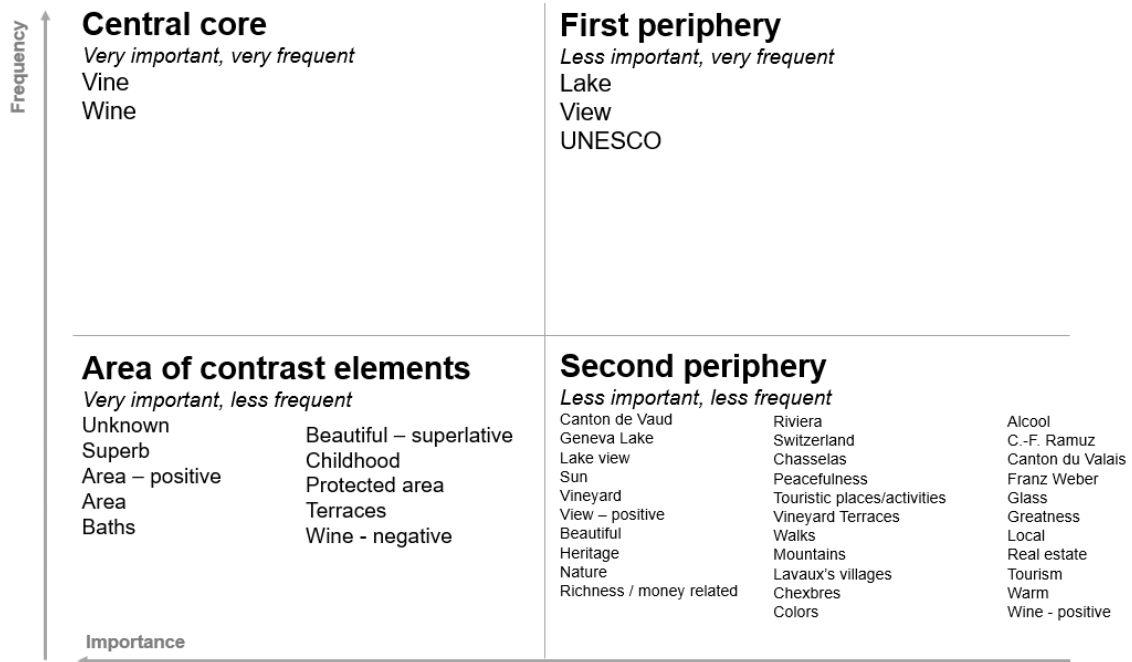 Frequency
Central core
Very important, very frequent
Vine
Wine
First periphery
Less important, very frequent
Lake
View
UNESCO
Area of contrast elements
Very important, less frequent
Unknown
Superb
Area – positive
Area
Baths
Beautiful – superlative
Childhood
Protected area
Terraces
Wine - negative
Second periphery
Less important, less frequent
Canton de Vaud
Geneva Lake
Lake view
Sun
Vineyard
View – positive
Beautiful
Heritage
Nature
Richness / money related
Riviera
Switzerland
Chasselas
Peacefulness
Touristic places/activities
Vineyard Terraces
Walks
Mountains
Lavaux’s villages
Chexbres
Colors
Alcool
C.-F. Ramuz
Canton du Valais
Franz Weber
Glass
Greatness
Local
Real estate
Tourism
Warm
Wine - positive
Importance